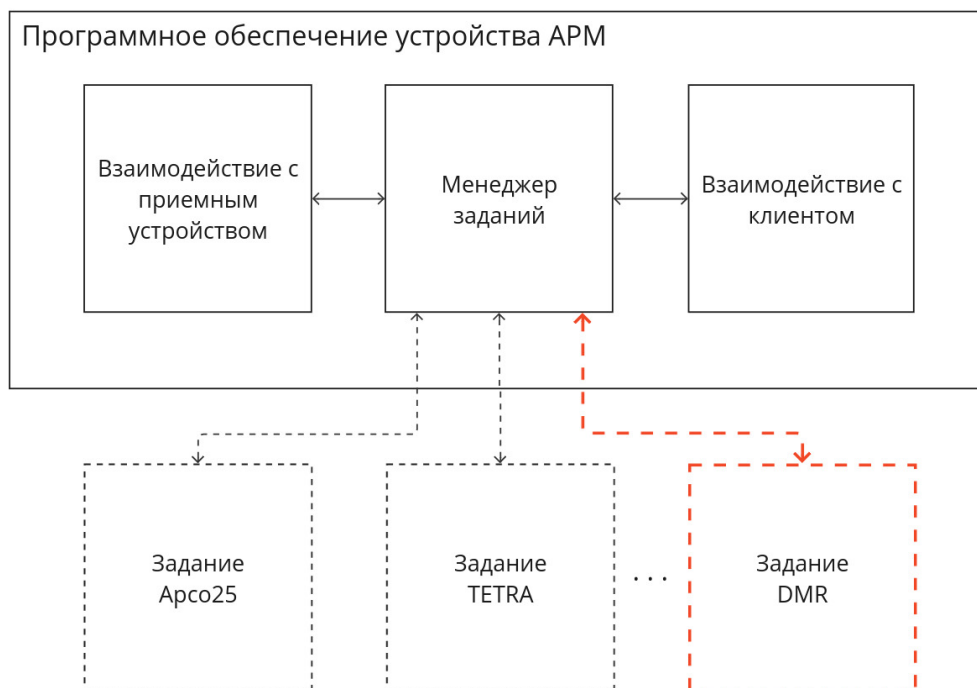 Программное обеспечение устройства АРМ
Взаимодействие с
приемным
устройством
Менеджер
заданий
Взаимодействие с
клиентом
Задание
Apco25
Задание
TETRA
. . .
Задание
DMR